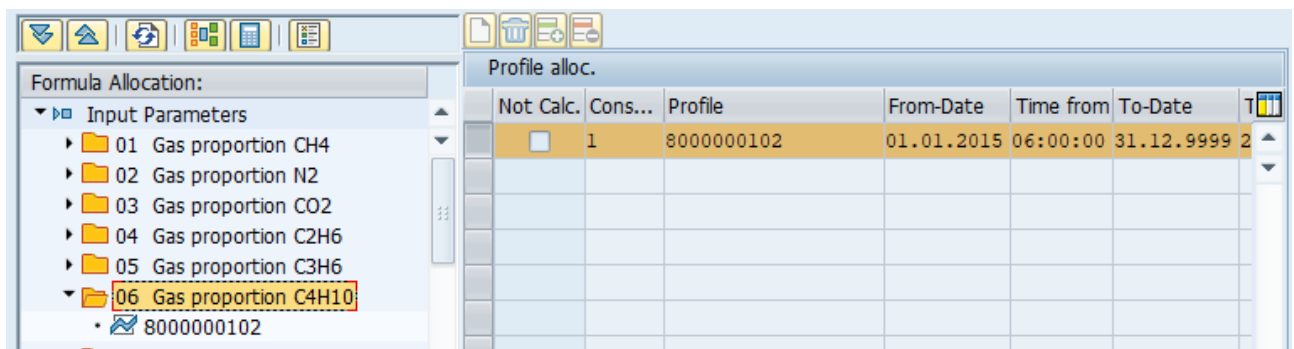 Formula Allocation:
Input Parameters
01 Gas proportion CH4
02 Gas proportion N2
03 Gas proportion CO2
04 Gas proportion C2H6
05 Gas proportion C3H6
06 Gas proportion C4H10
8000000102
Profile alloc.
Not Calc. Cons... Profile From-Date Time from To-Date T
1 8000000102 01.01.2015 06:00:00 31.12.9999 2